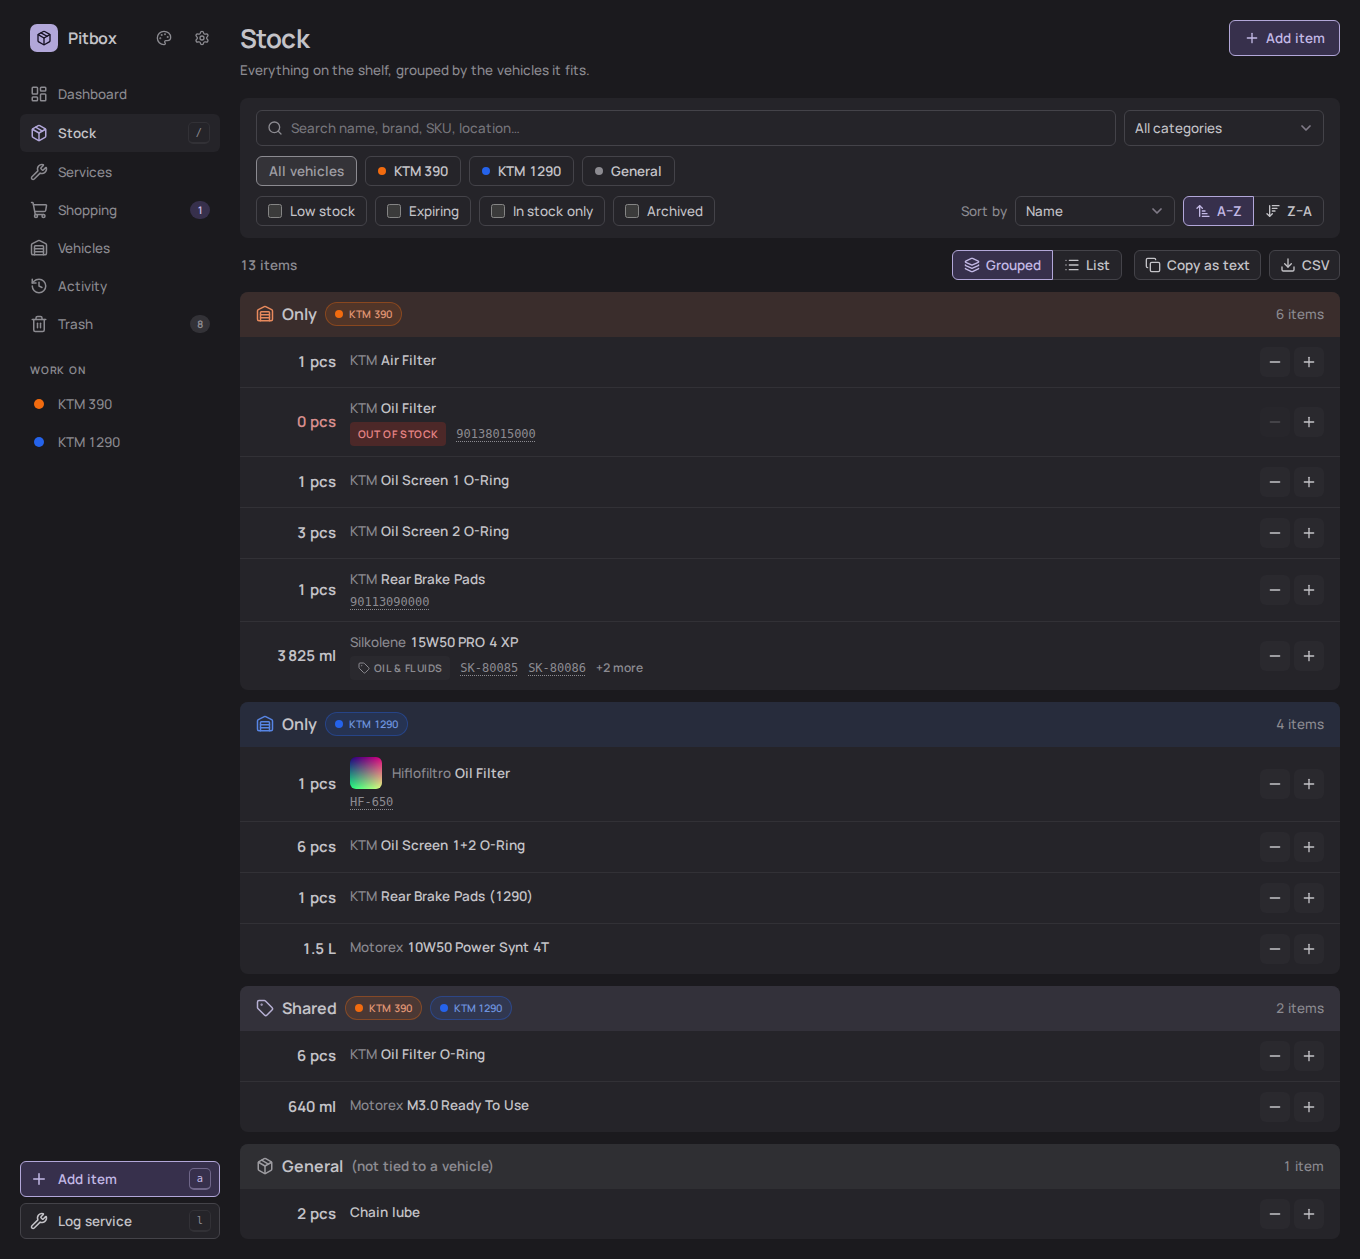 Pitbox
Dashboard
Stock /
Services
Shopping 1
Vehicles
Activity
Trash 8
WORK ON
KTM 390
KTM 1290
Add item a
Log service l
Stock
Add item
Everything on the shelf, grouped by the vehicles it fits.
Search name, brand, SKU, location...
All categories
All vehicles KTM 390 KTM 1290 General
Low stock Expiring In stock only Archived Sort by Name A–Z Z–A
13 items Grouped List Copy as text CSV
Only KTM 390 6 items
1 pcs KTM Air Filter
0 pcs KTM Oil Filter
OUT OF STOCK 90138015000
1 pcs KTM Oil Screen 1 O-Ring
3 pcs KTM Oil Screen 2 O-Ring
1 pcs KTM Rear Brake Pads
90113090000
3 825 ml Silkolene 15W50 PRO 4 XP
OIL & FLUIDS SK-80085 SK-80086 +2 more
Only KTM 1290 4 items
1 pcs Hiflofiltro Oil Filter
HF-650
6 pcs KTM Oil Screen 1+2 O-Ring
1 pcs KTM Rear Brake Pads (1290)
1.5 L Motorex 10W50 Power Synt 4T
Shared KTM 390 KTM 1290 2 items
6 pcs KTM Oil Filter O-Ring
640 ml Motorex M3.0 Ready To Use
General (not tied to a vehicle) 1 item
2 pcs Chain lube